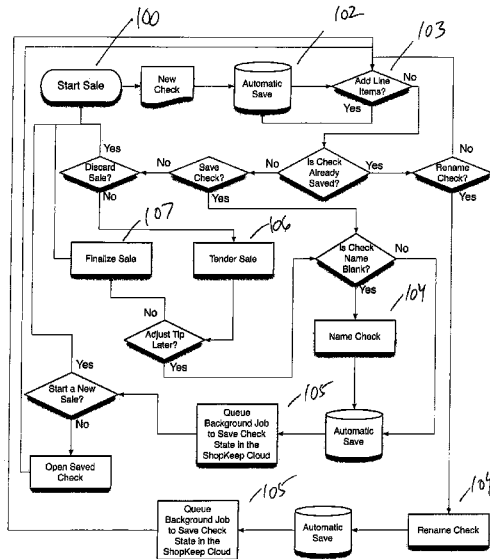 100
102
103
Start Sale
New
Check
Automatic
Save
Add Line
Items?
No
Yes
Yes
No
No
No
Discard
Sale?
Save
Check?
Is Check
Already
Saved?
Yes
Rename
Check?
No
Yes
Yes
107
106
Finalize Sale
Tender Sale
Is Check
Name
Blank?
No
Yes
104
No
Adjust Tip
Later?
Yes
Name Check
Yes
Start a New
Sale?
No
105
Queue
Background Job
to Save Check
State in the
ShopKeep Cloud
Automatic
Save
Open Saved
Check
105
104
Queue
Background Job
to Save Check
State in the
ShopKeep Cloud
Automatic
Save
Rename Check